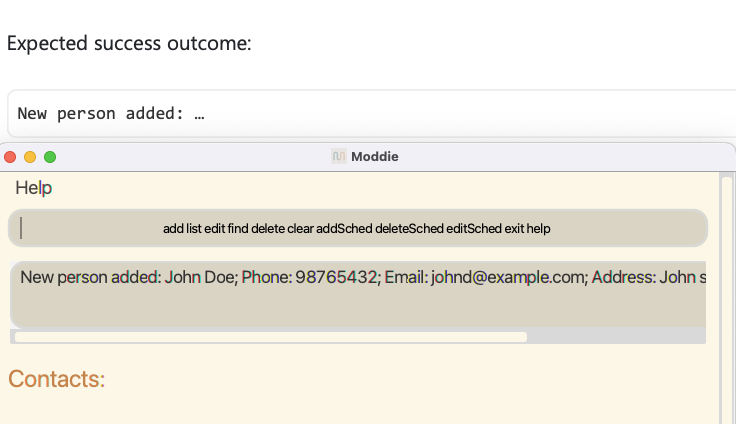 Expected success outcome:
New person added: …
Moddie
Help
add list edit find delete clear addSched deleteSched editSched exit help
New person added: John Doe; Phone: 98765432; Email: johnd@example.com; Address: John s
Contacts: